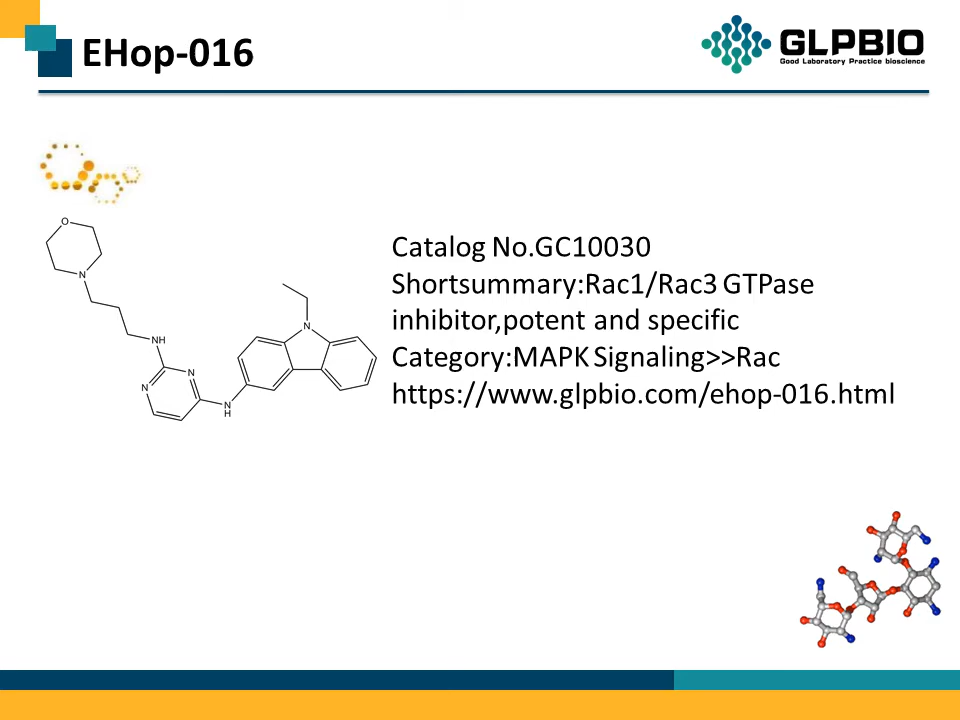 EHop-016
GLPBIO
Good Laboratory Practice bioscience
O
N
NH
N
N
N
H
N
Catalog No.GC10030
Shortsummary:Rac1/Rac3 GTPase
inhibitor,potent and specific
Category:MAPK Signaling>>Rac
https://www.glpbio.com/ehop-016.html